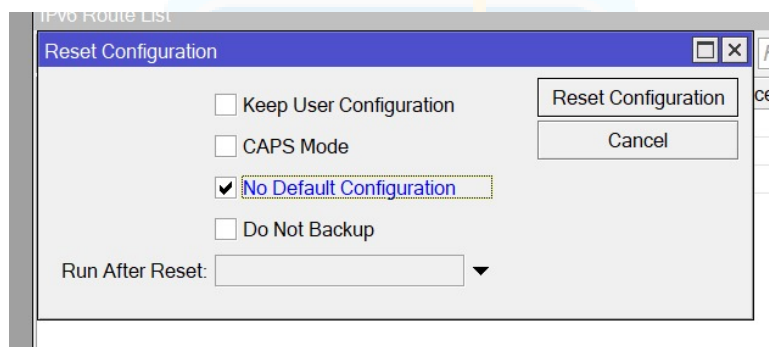 IPv6 Route List
Reset Configuration
Keep User Configuration
Reset Configuration
CAPS Mode
Cancel
No Default Configuration
Do Not Backup
Run After Reset: